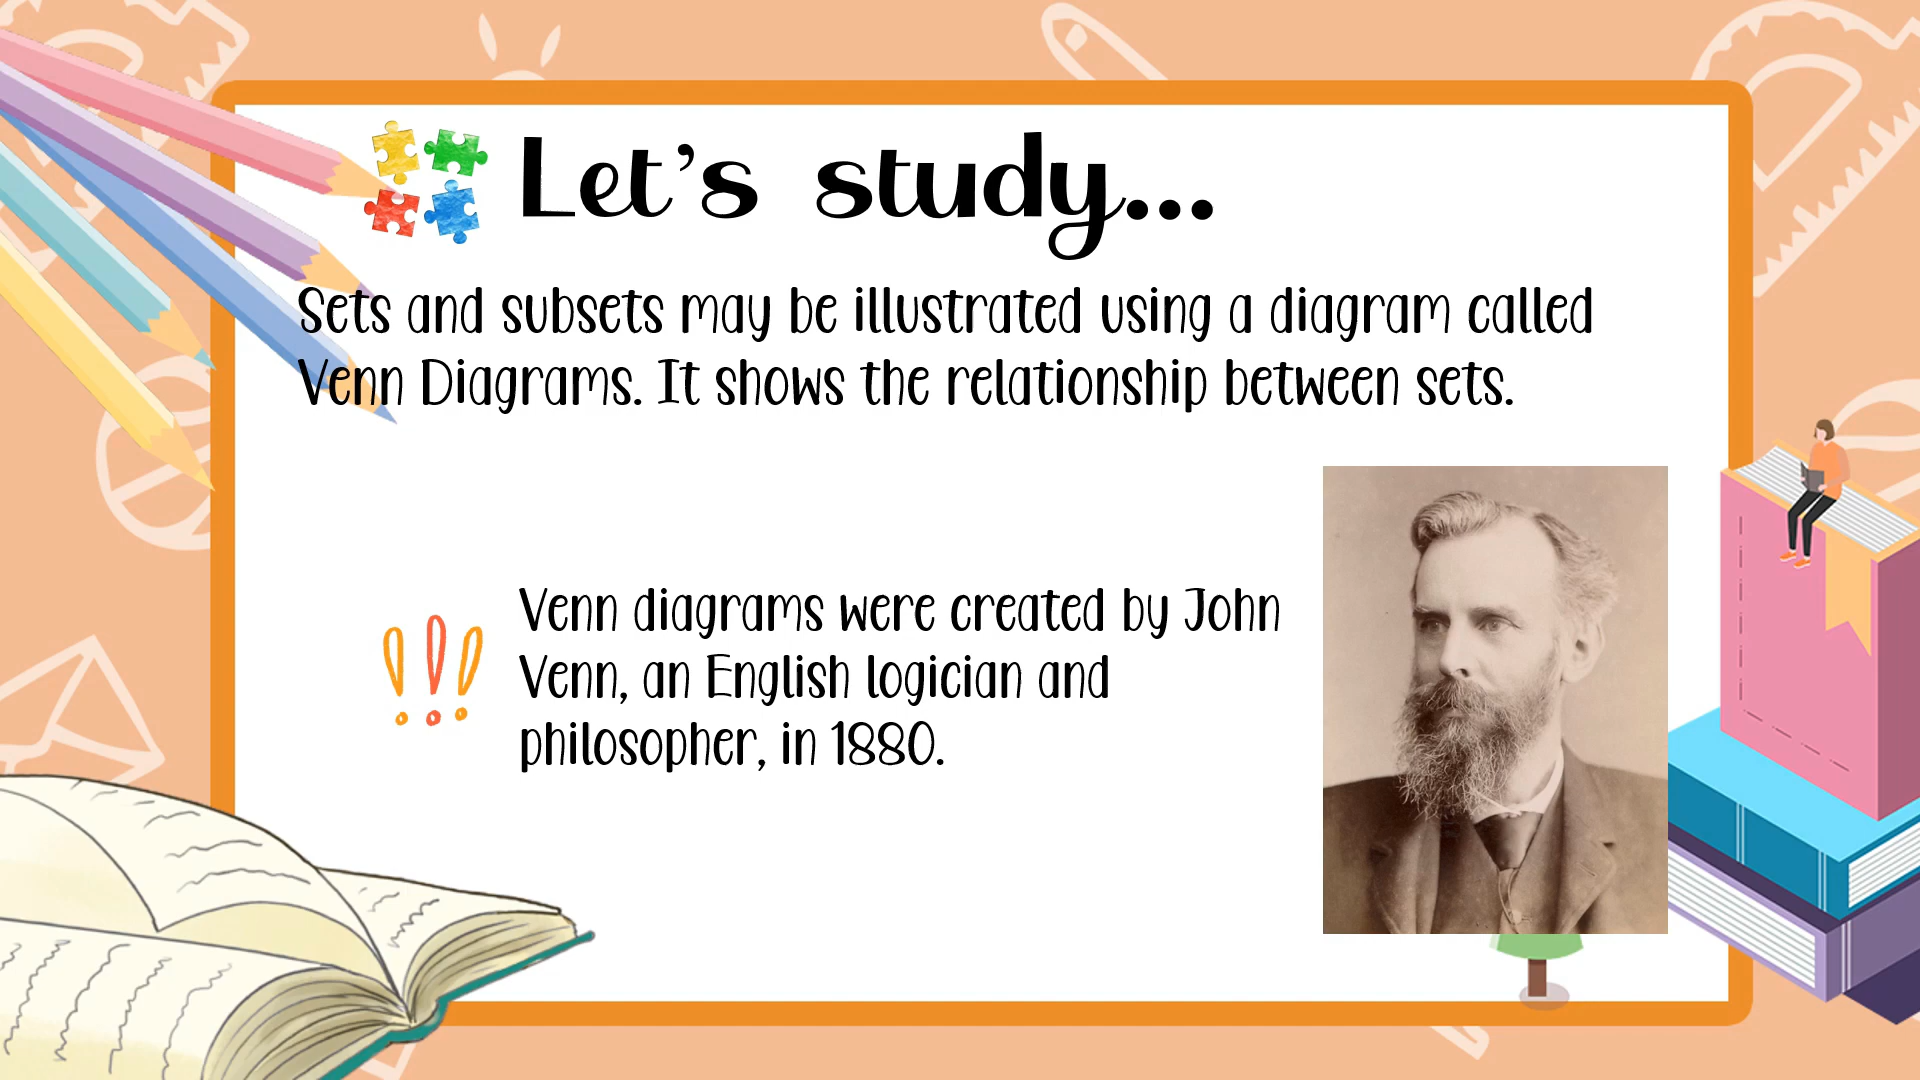 Let's study...
Sets and subsets may be illustrated using a diagram called
Venn Diagrams. It shows the relationship between sets.
Venn diagrams were created by John
Venn, an English logician and
philosopher, in 1880.